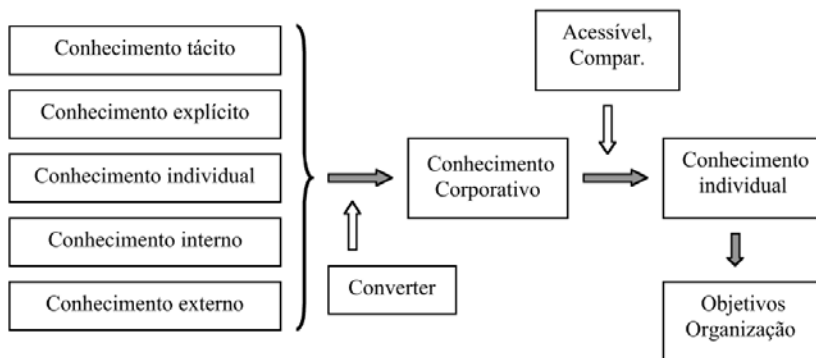 Conhecimento tácito
Conhecimento explícito
Conhecimento individual
Conhecimento interno
Conhecimento externo
Converter
Conhecimento
Corporativo
Acessível,
Compar.
Conhecimento
individual
Objetivos
Organização